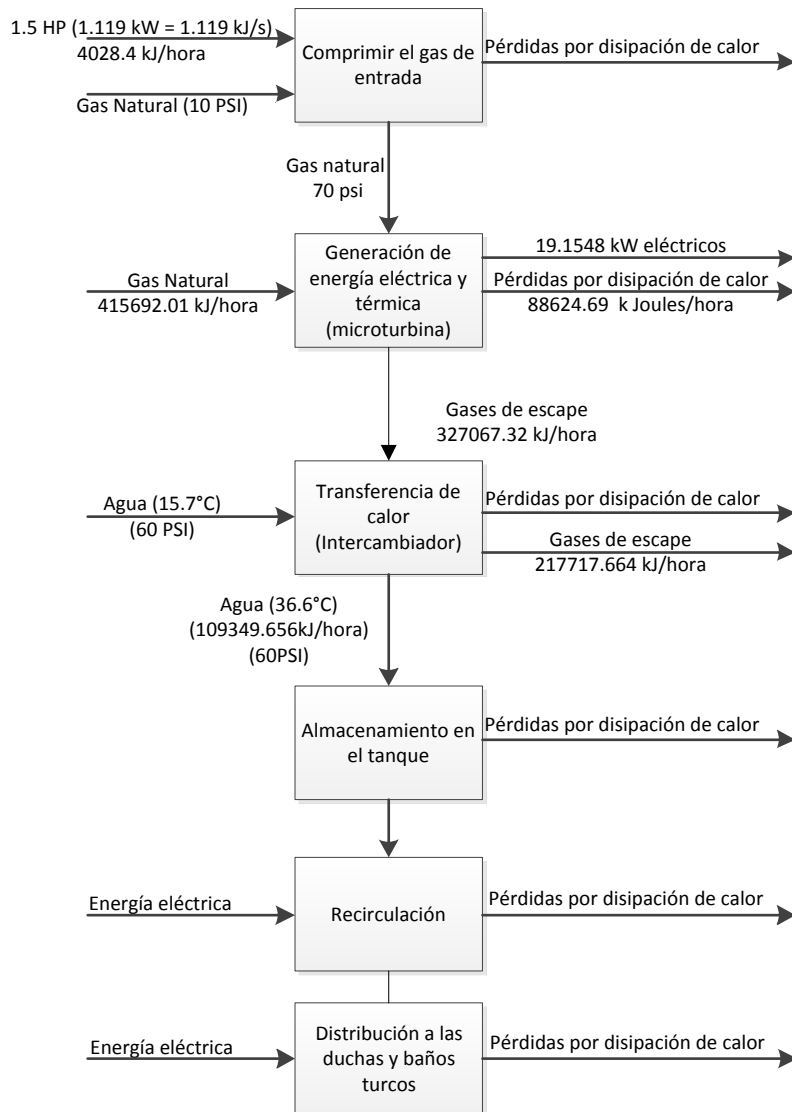 1.5 HP (1.119 kW = 1.119 kJ/s)
4028.4 kJ/hora
Gas Natural (10 PSI)
Comprimir el gas de
entrada
Pérdidas por disipación de calor
Gas natural
70 psi
Gas Natural
415692.01 kJ/hora
Generación de
energía eléctrica y
térmica
(microturbina)
19.1548 kW eléctricos
Pérdidas por disipación de calor
88624.69 k Joules/hora
Gases de escape
327067.32 kJ/hora
Agua (15.7°C)
(60 PSI)
Transferencia de
calor
(Intercambiador)
Pérdidas por disipación de calor
Gases de escape
217717.664 kJ/hora
Agua (36.6°C)
(109349.656kJ/hora)
(60PSI)
Almacenamiento en
el tanque
Pérdidas por disipación de calor
Energía eléctrica
Recirculación
Pérdidas por disipación de calor
Energía eléctrica
Distribución a las
duchas y baños
turcos
Pérdidas por disipación de calor